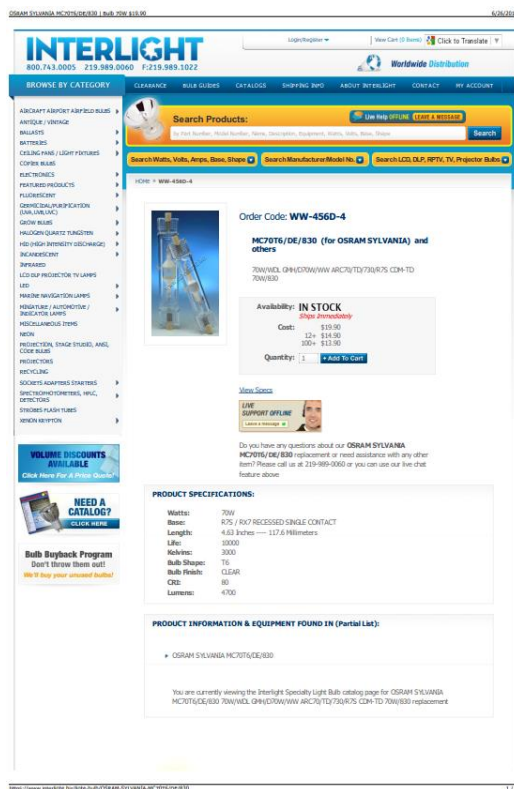 OSRAM SYLVANIA MC70T6/DE/830 | Bulb 70W $19.90
INTERLIGHT
800.743.0005 219.989.0060 F:219.989.1022
Login/Register
View Cart (0 Items)
Click to Translate
Worldwide Distribution
BROWSE BY CATEGORY
CLEARANCE BULB GUIDES CATALOGS SHIPPING INFO ABOUT INTERLIGHT CONTACT MY ACCOUNT
AIRCRAFT AIRPORT AIRFIELD BULBS
ANTIQUE / VINTAGE
BALLASTS
BATTERIES
CEILING FANS / LIGHT FIXTURES
COPIER BULBS
ELECTRONICS
FEATURED PRODUCTS
FLUORESCENT
GERMICIDAL/PURIFICATION
(UVA,UVB,UVC)
GROW BULBS
HALOGEN QUARTZ TUNGSTEN
HID (HIGH INTENSITY DISCHARGE)
INCANDESCENT
INFRARED
LCD DLP PROJECTOR TV LAMPS
LED
MARINE NAVIGATION LAMPS
MINIATURE / AUTOMOTIVE /
INDICATOR LAMPS
MISCELLANEOUS ITEMS
NEON
PROJECTION, STAGE STUDIO, ANSI,
CODE BULBS
PROJECTORS
RECYCLING
SOCKETS ADAPTERS STARTERS
SPECTROPHOTOMETERS, HPLC,
DETECTORS
STROBES FLASH TUBES
XENON KRYPTON
VOLUME DISCOUNTS
AVAILABLE
Click Here For A Price Quote!
NEED A
CATALOG?
CLICK HERE
Bulb Buyback Program
Don't throw them out!
We'll buy your unused bulbs!
Search Products:
Live Help OFFLINE LEAVE A MESSAGE
by Part Number, Model Number, Name, Description, Equipment, Watts, Volts, Base, Shape
Search
Search Watts, Volts, Amps, Base, Shape
Search Manufacturer/Model No.
Search LCD, DLP, RPTV, TV, Projector Bulbs
HOME > WW-456D-4
Order Code: WW-456D-4
MC70T6/DE/830 (for OSRAM SYLVANIA) and
others
70W/WDL GMH/D70W/WW ARC70/TD/730/R7S CDM-TD
70W/830
Availability: IN STOCK
Ships Immediately
Cost: $19.90
12+ $14.90
100+ $13.90
Quantity: 1 + Add To Cart
View Specs
LIVE
SUPPORT OFFLINE
Leave a message
Do you have any questions about our OSRAM SYLVANIA
MC70T6/DE/830 replacement or need assistance with any other
item? Please call us at 219-989-0060 or you can use our live chat
feature above
PRODUCT SPECIFICATIONS:
Watts: 70W
Base: R7S / RX7 RECESSED SINGLE CONTACT
Length: 4.63 Inches ---- 117.6 Millimeters
Life: 10000
Kelvins: 3000
Bulb Shape: T6
Bulb Finish: CLEAR
CRI: 80
Lumens: 4700
PRODUCT INFORMATION & EQUIPMENT FOUND IN (Partial List):
OSRAM SYLVANIA MC70T6/DE/830
You are currently viewing the Interlight Specialty Light Bulb catalog page for OSRAM SYLVANIA
MC70T6/DE/830 70W/WDL GMH/D70W/WW ARC70/TD/730/R7S CDM-TD 70W/830 replacement